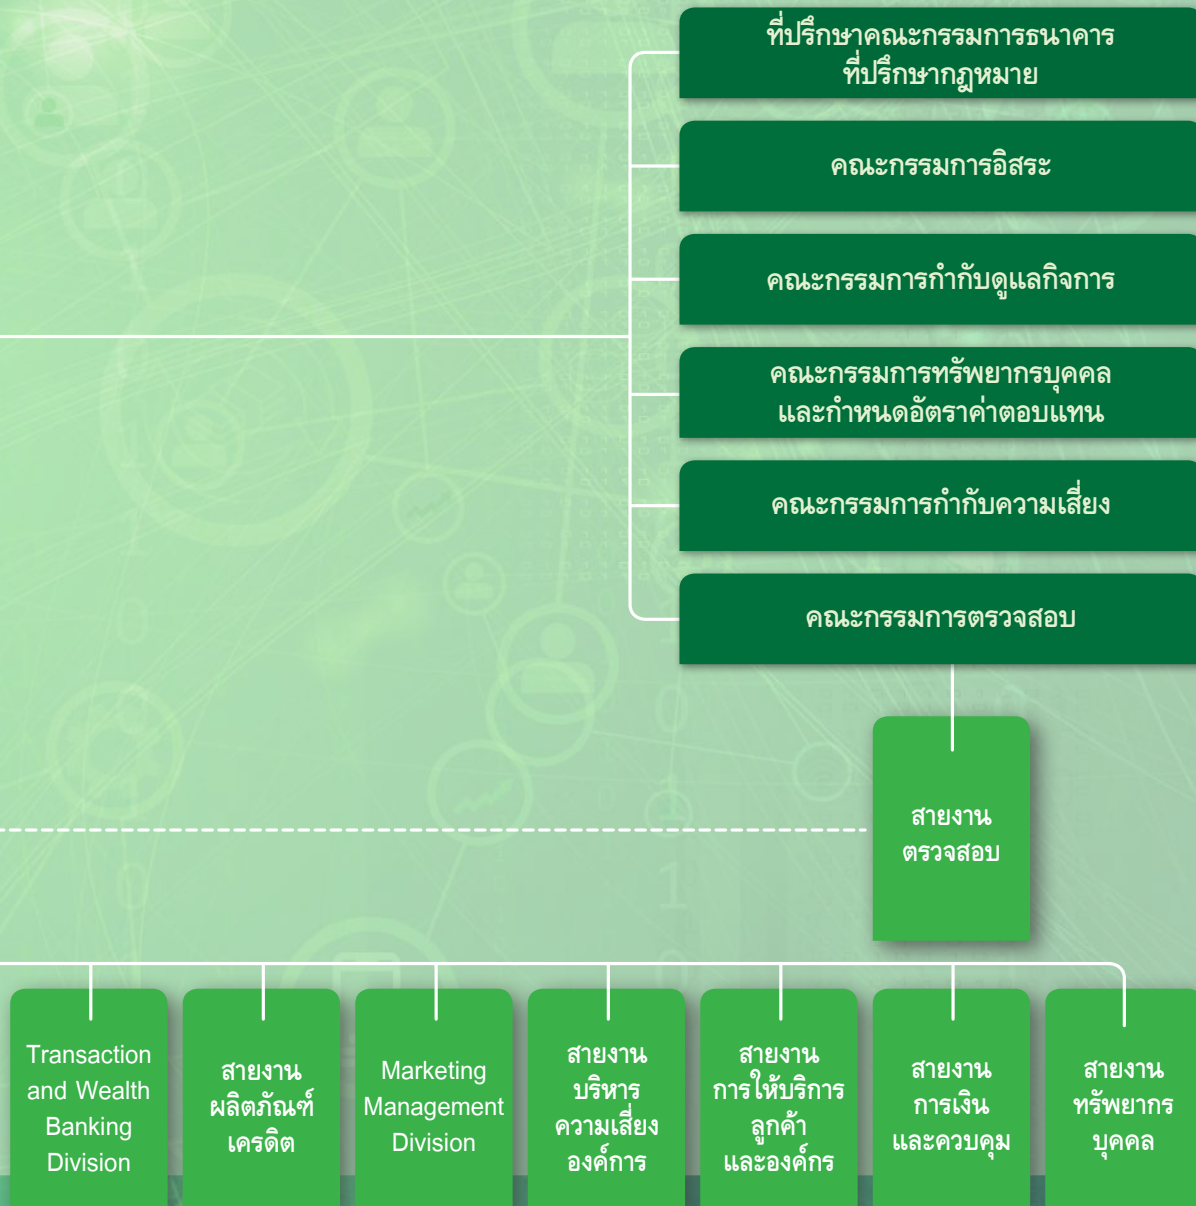 ที่ปรึกษาคณะกรรมการธนาคาร
ที่ปรึกษากฎหมาย
คณะกรรมการอิสระ
คณะกรรมการกำกับดูแลกิจการ
คณะกรรมการทรัพยากรบุคคล
และกำหนดอัตราค่าตอบแทน
คณะกรรมการกำกับความเสี่ยง
คณะกรรมการตรวจสอบ
สายงาน
ตรวจสอบ
Transaction
and Wealth
Banking
Division
สายงาน
ผลิตภัณฑ์
เครดิต
Marketing
Management
Division
สายงาน
บริหาร
ความเสี่ยง
องค์การ
สายงาน
การให้บริการ
ลูกค้า
และองค์กร
สายงาน
การเงิน
และควบคุม
สายงาน
ทรัพยากร
บุคคล